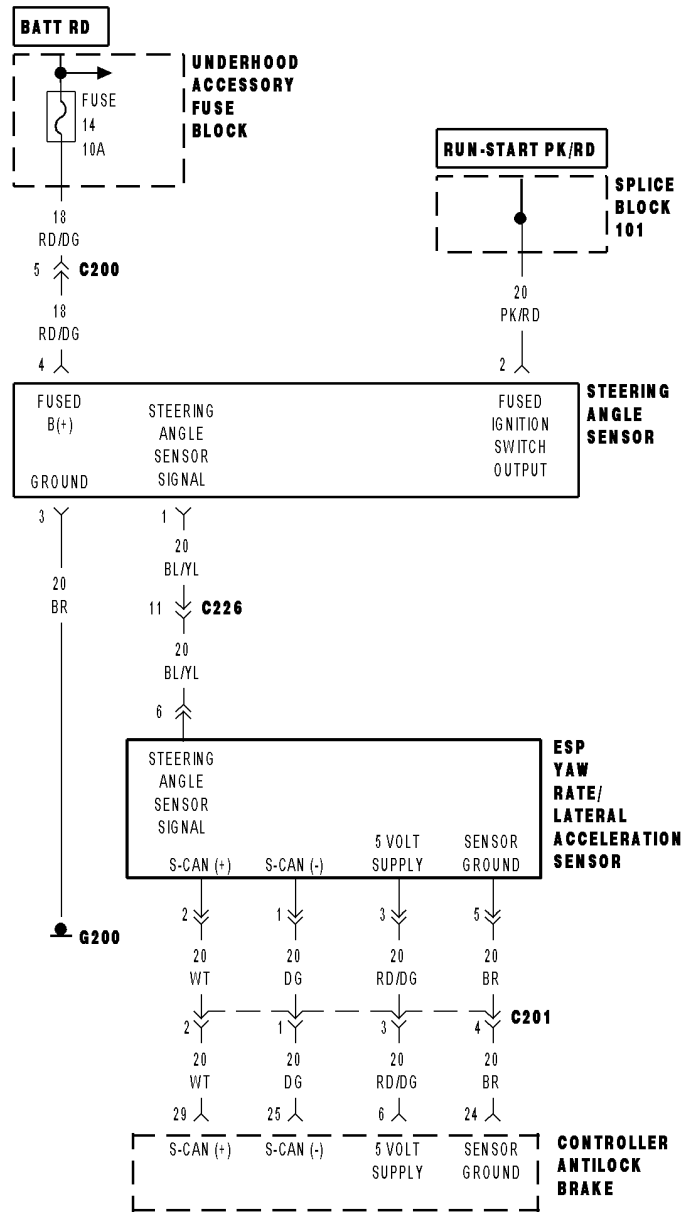 BATT RD
UNDERHOOD
ACCESSORY
FUSE
BLOCK
FUSE
14
10A
RUN-START PK/RD
SPLICE
BLOCK
101
18
RD/DG
5
C200
18
RD/DG
4
20
PK/RD
2
STEERING
ANGLE
SENSOR
FUSED
B(+)
GROUND
STEERING
ANGLE
SENSOR
SIGNAL
FUSED
IGNITION
SWITCH
OUTPUT
3
1
20
BL/YL
20
BR
11
C226
20
BL/YL
6
ESP
YAW
RATE/
LATERAL
ACCELERATION
SENSOR
STEERING
ANGLE
SENSOR
SIGNAL
S-CAN (+)
S-CAN (-)
5 VOLT
SUPPLY
SENSOR
GROUND
G200
2
1
3
5
20
WT
20
DG
20
RD/DG
20
BR
C201
2
1
3
4
20
WT
20
DG
20
RD/DG
20
BR
29
25
6
24
S-CAN (+)
S-CAN (-)
5 VOLT
SUPPLY
SENSOR
GROUND
CONTROLLER
ANTILOCK
BRAKE